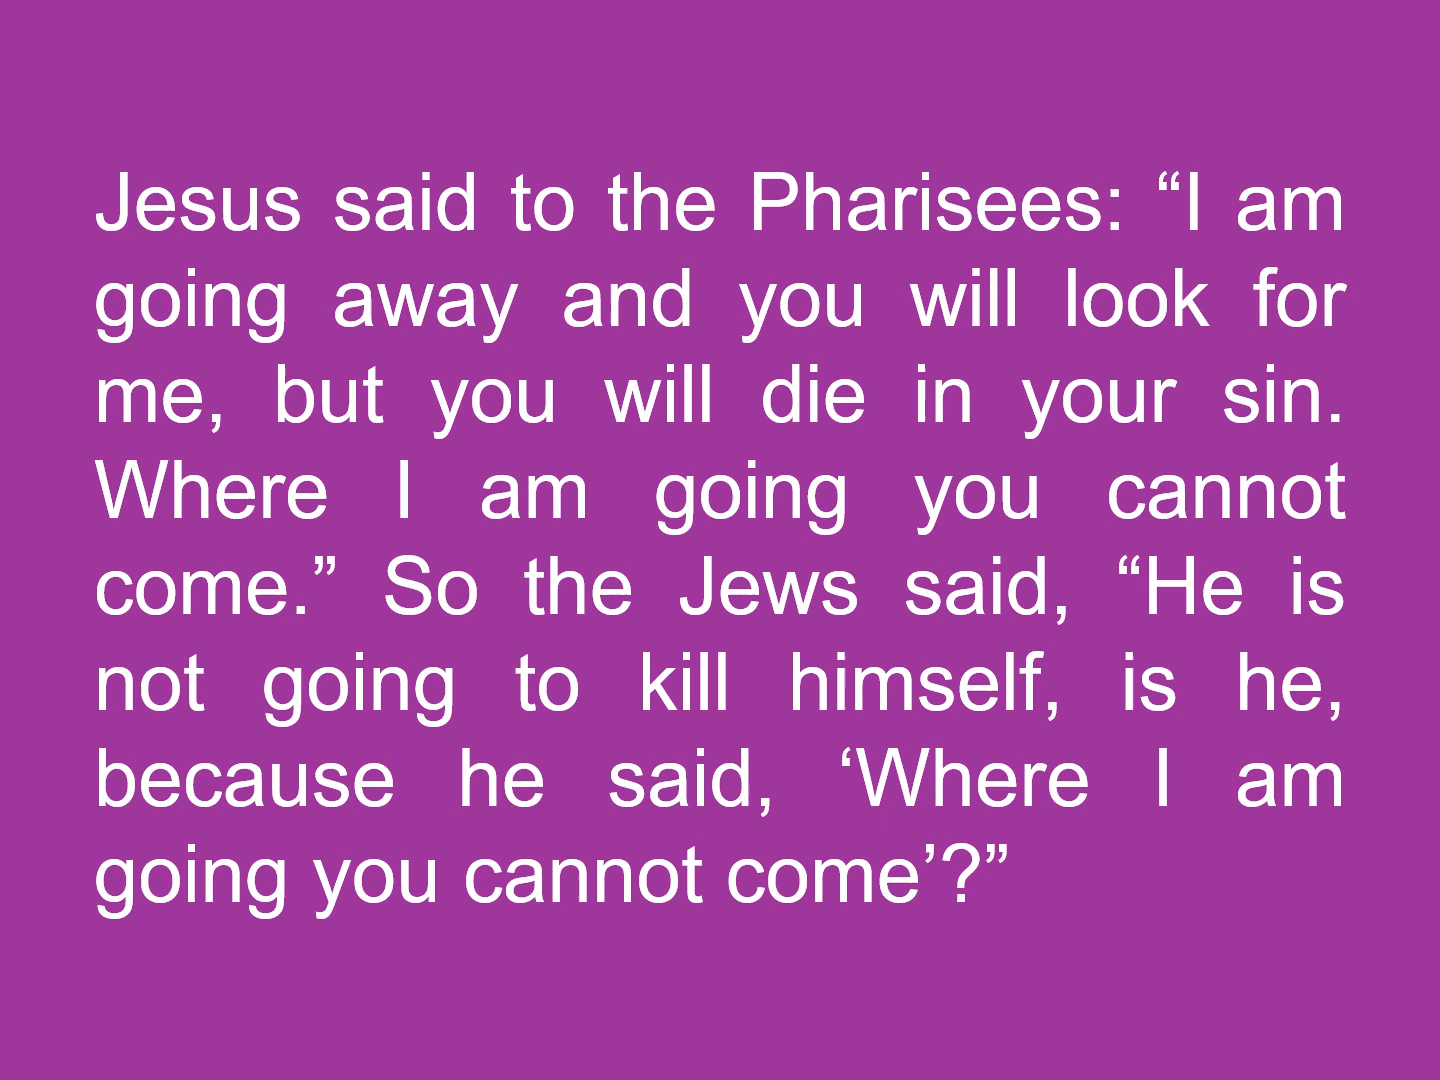 Jesus said to the Pharisees: “I am
going away and you will look for
me, but you will die in your sin.
Where I am going you cannot
come.” So the Jews said, “He is
not going to kill himself, is he,
because he said, ‘Where I am
going you cannot come’?”